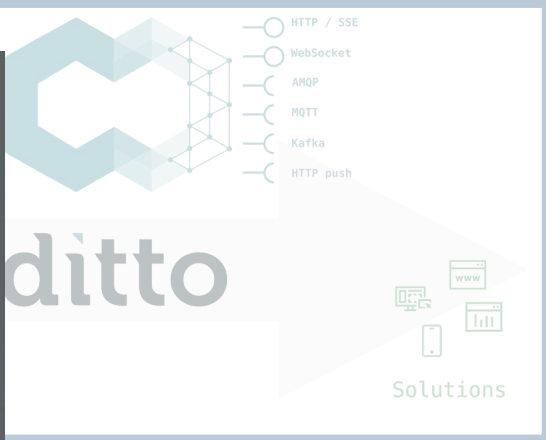 HTTP / SSE
WebSocket
AMQP
MQTT
Kafka
HTTP push
ditto
www
Solutions